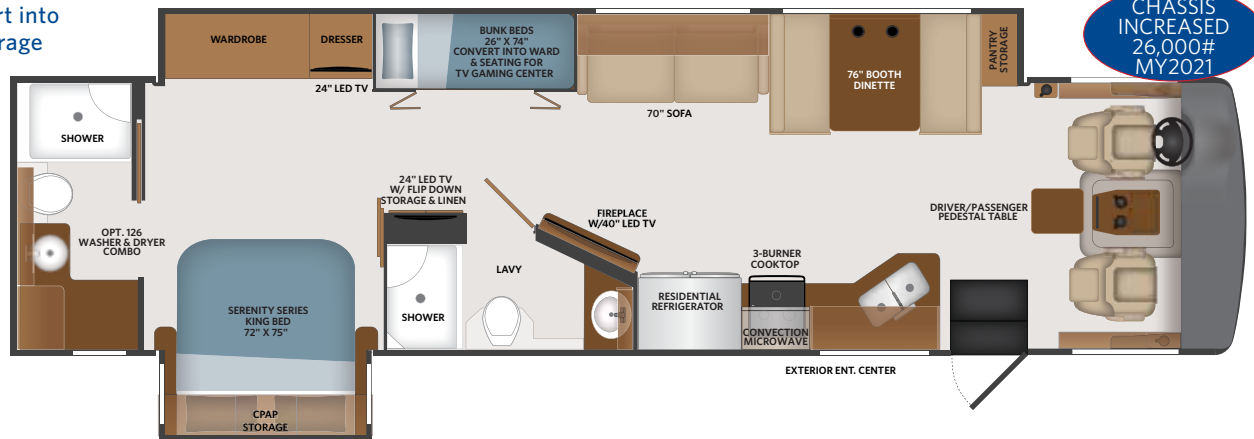 rt into
rage
CHASSIS
INCREASED
26,000#
MY2021
WARDROBE
DRESSER
24" LED TV
BUNK BEDS
26" X 74"
CONVERT INTO WARD
& SEATING FOR
TV GAMING CENTER
70" SOFA
76" BOOTH
DINETTE
PANTRY
STORAGE
SHOWER
OPT. 126
WASHER & DRYER
COMBO
24" LED TV
W/ FLIP DOWN
STORAGE & LINEN
FIREPLACE
W/40" LED TV
DRIVER/PASSENGER
PEDESTAL TABLE
LAVY
SHOWER
3-BURNER
COOKTOP
RESIDENTIAL
REFRIGERATOR
CONVECTION
MICROWAVE
SERENITY SERIES
KING BED
72" X 75"
EXTERIOR ENT. CENTER
CPAP
STORAGE